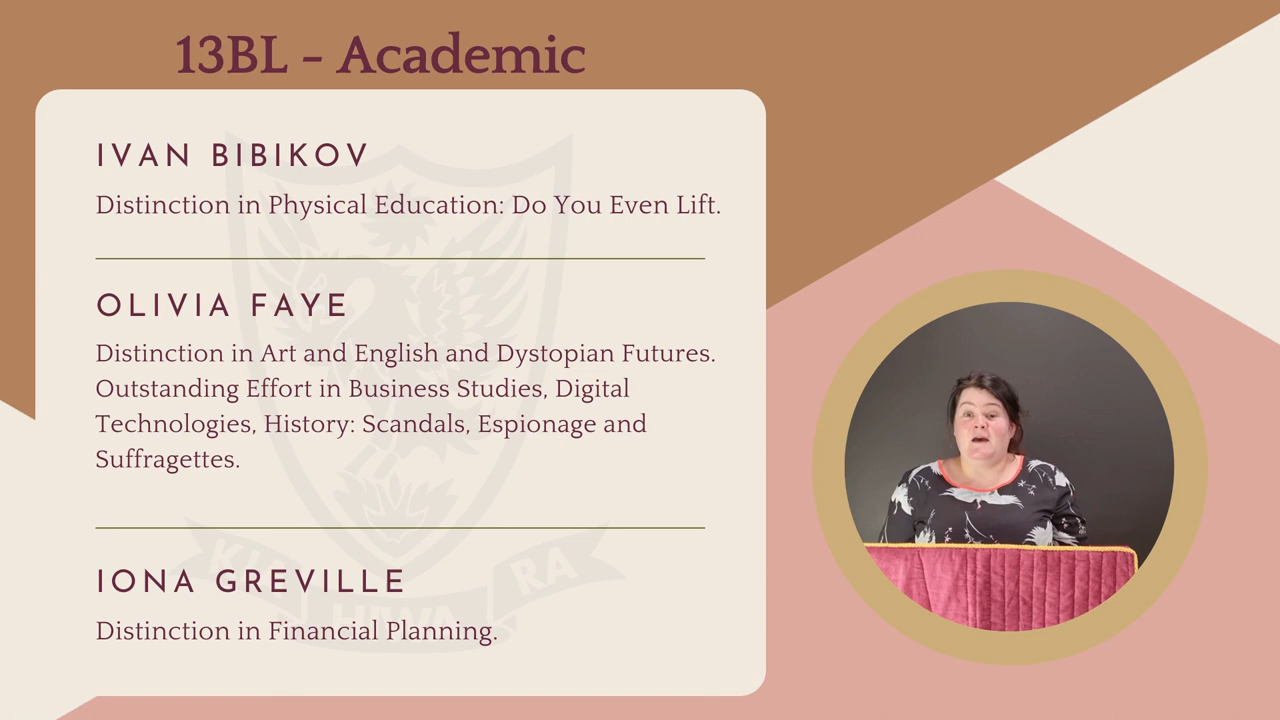 13BL - Academic
IVAN BIBIKOV
Distinction in Physical Education: Do You Even Lift.
OLIVIA FAYE
Distinction in Art and English and Dystopian Futures.
Outstanding Effort in Business Studies, Digital
Technologies, History: Scandals, Espionage and
Suffragettes.
IONA GREVILLE
Distinction in Financial Planning.
HIWA RA